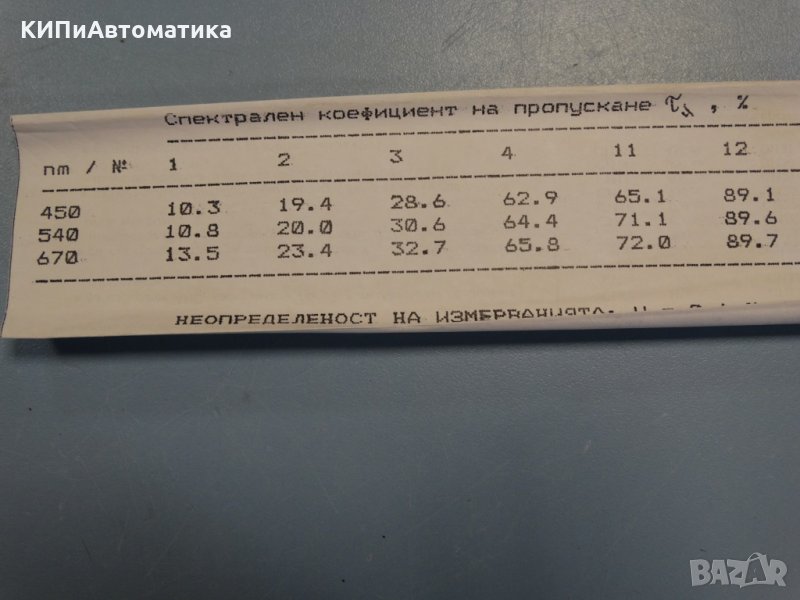 КИПиАвтоматика
Спектрален коефициент на пропускане τλ , %
nm / № 1 2 3 4 11 12
450 10.3 19.4 28.6 62.9 65.1 89.1
540 10.8 20.0 30.6 64.4 71.1 89.6
670 13.5 23.4 32.7 65.8 72.0 89.7
НЕОПРЕДЕЛЕНОСТ НА ИЗМЕРВАНИЯТА:
BAZAR